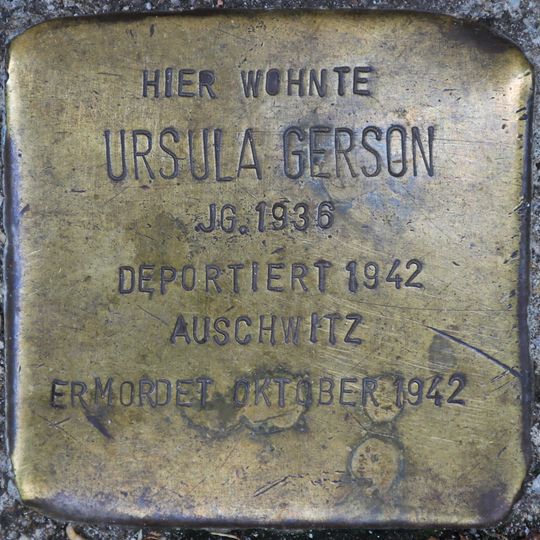 HIER WOHNTE
URSULA GERSON
JG. 1936
DEPORTIERT 1942
AUSCHWITZ
ERMORDET OKTOBER 1942